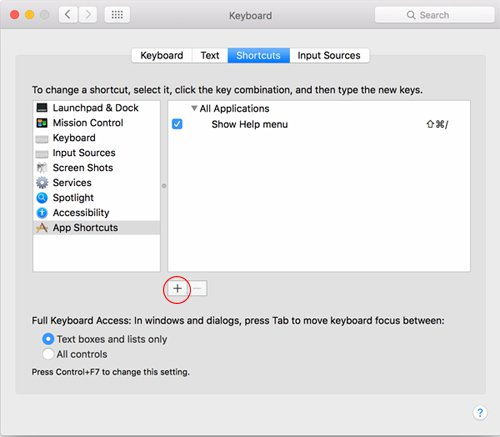 Keyboard
Search
Keyboard Text Shortcuts Input Sources
To change a shortcut, select it, click the key combination, and then type the new keys.
Launchpad & Dock
Mission Control
Keyboard
Input Sources
Screen Shots
Services
Spotlight
Accessibility
App Shortcuts
All Applications
Show Help menu ⇧⌘/
+ −
Full Keyboard Access: In windows and dialogs, press Tab to move keyboard focus between:
Text boxes and lists only
All controls
Press Control+F7 to change this setting.
?